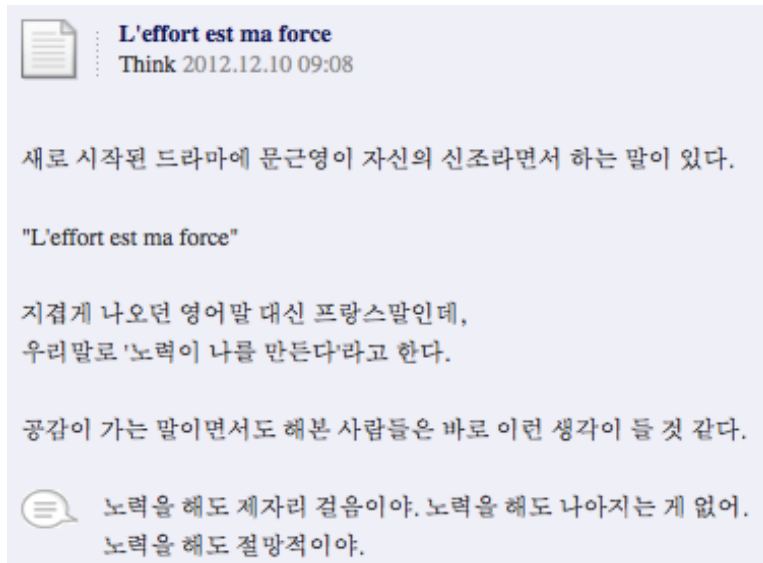 L'effort est ma force
Think 2012.12.10 09:08
새로 시작된 드라마에 문근영이 자신의 신조라면서 하는 말이 있다.
"L'effort est ma force"
지겹게 나오던 영어말 대신 프랑스말인데,
우리말로 '노력이 나를 만든다'라고 한다.
공감이 가는 말이면서도 해본 사람들은 바로 이런 생각이 들 것 같다.
노력을 해도 제자리 걸음이야. 노력을 해도 나아지는 게 없어.
노력을 해도 절망적이야.